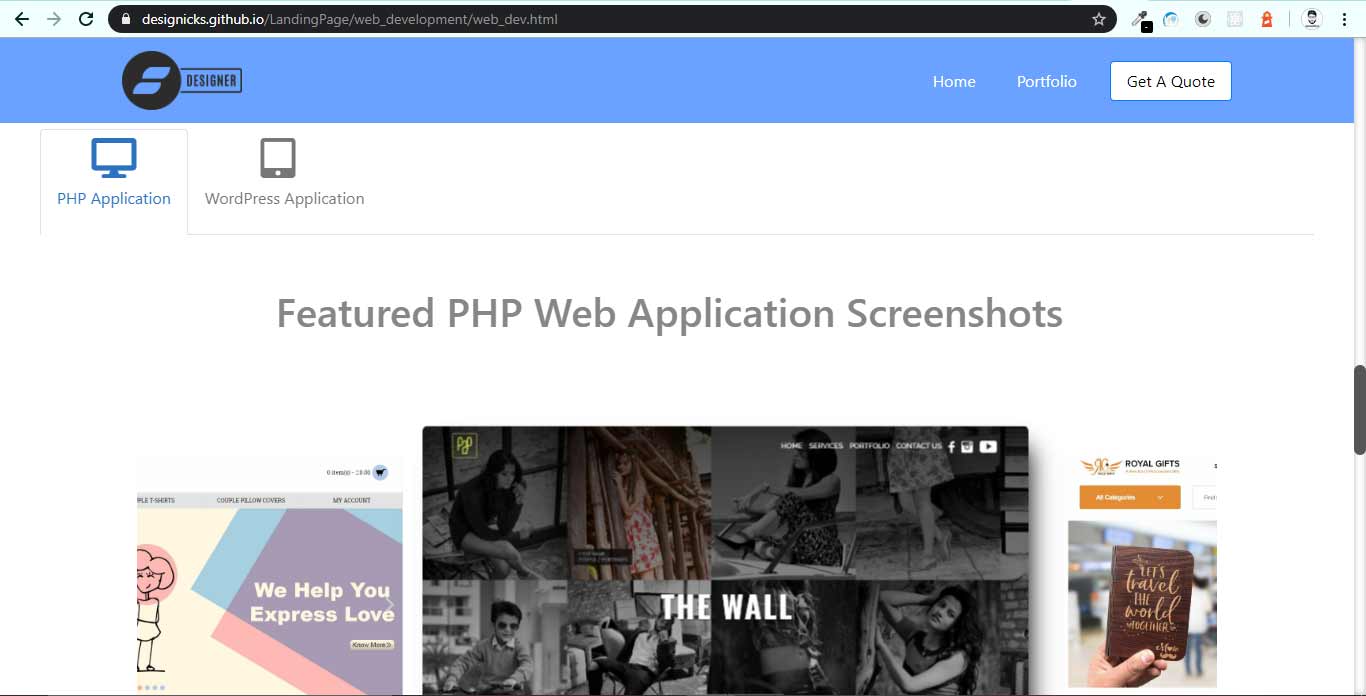 designicks.github.io/LandingPage/web_development/web_dev.html
DESIGNER
Home
Portfolio
Get A Quote
PHP Application
WordPress Application
Featured PHP Web Application Screenshots
0 item(s) - £0.00
PLE T-SHIRTS
COUPLE PILLOW COVERS
MY ACCOUNT
We Help You
Express Love
Know More
HOME
SERVICES
PORTFOLIO
CONTACT US
THE WALL
ROYAL GIFTS
All Categories
LET'S
travel
THE
world
TOGETHER